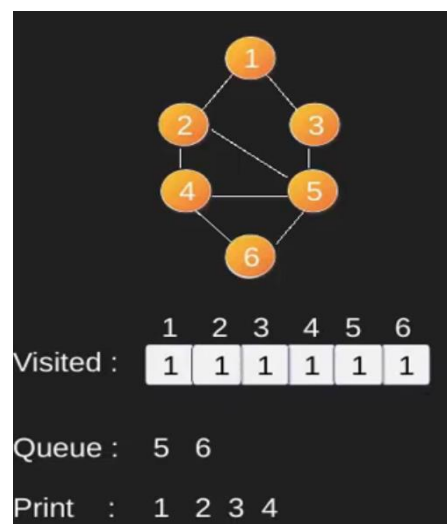 1
2 3
4 5
6
1 2 3 4 5 6
Visited : 1 1 1 1 1 1
Queue : 5 6
Print : 1 2 3 4